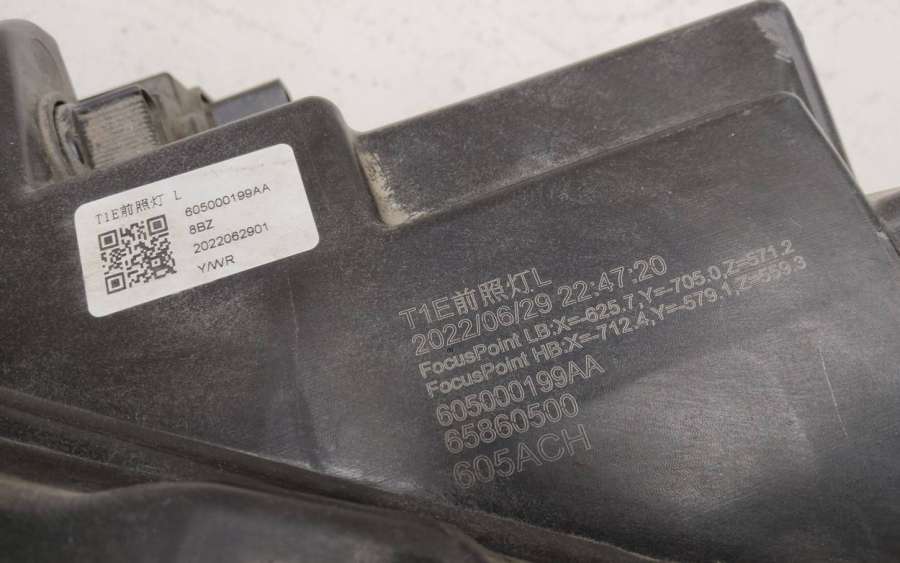 T1E前照灯 L
605000199AA
8BZ
2022062901
Y/WR
T1E前照灯L
2022/06/29 22:47:20
FocusPoint LB:X=-625.7,Y=-705.0,Z=571.2
FocusPoint HB:X=-712.4,Y=-579.1,Z=559.3
605000199AA
65860500
605ACH